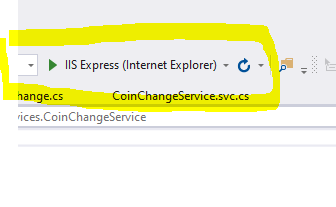 IIS Express (Internet Explorer)
hange.cs CoinChangeService.svc.cs
vices.CoinChangeService